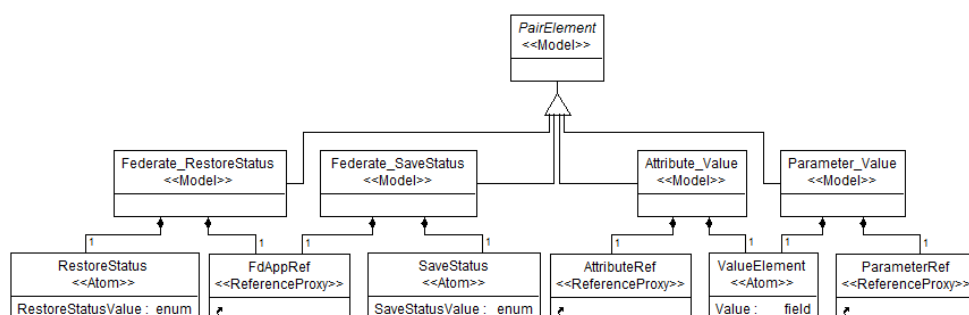 PairElement
<<Model>>
Federate_RestoreStatus
<<Model>>
Federate_SaveStatus
<<Model>>
Attribute_Value
<<Model>>
Parameter_Value
<<Model>>
1
1
1
1
1
1
1
1
RestoreStatus
<<Atom>>
RestoreStatusValue : enum
FdAppRef
<<ReferenceProxy>>
SaveStatus
<<Atom>>
SaveStatusValue : enum
AttributeRef
<<ReferenceProxy>>
ValueElement
<<Atom>>
Value : field
ParameterRef
<<ReferenceProxy>>